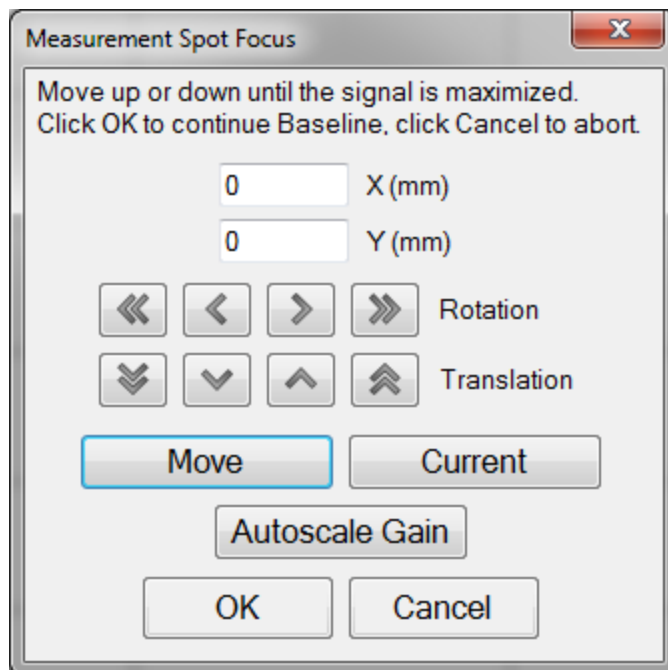 Measurement Spot Focus
Move up or down until the signal is maximized.
Click OK to continue Baseline, click Cancel to abort.
0 X (mm)
0 Y (mm)
Rotation
Translation
Move Current
Autoscale Gain
OK Cancel